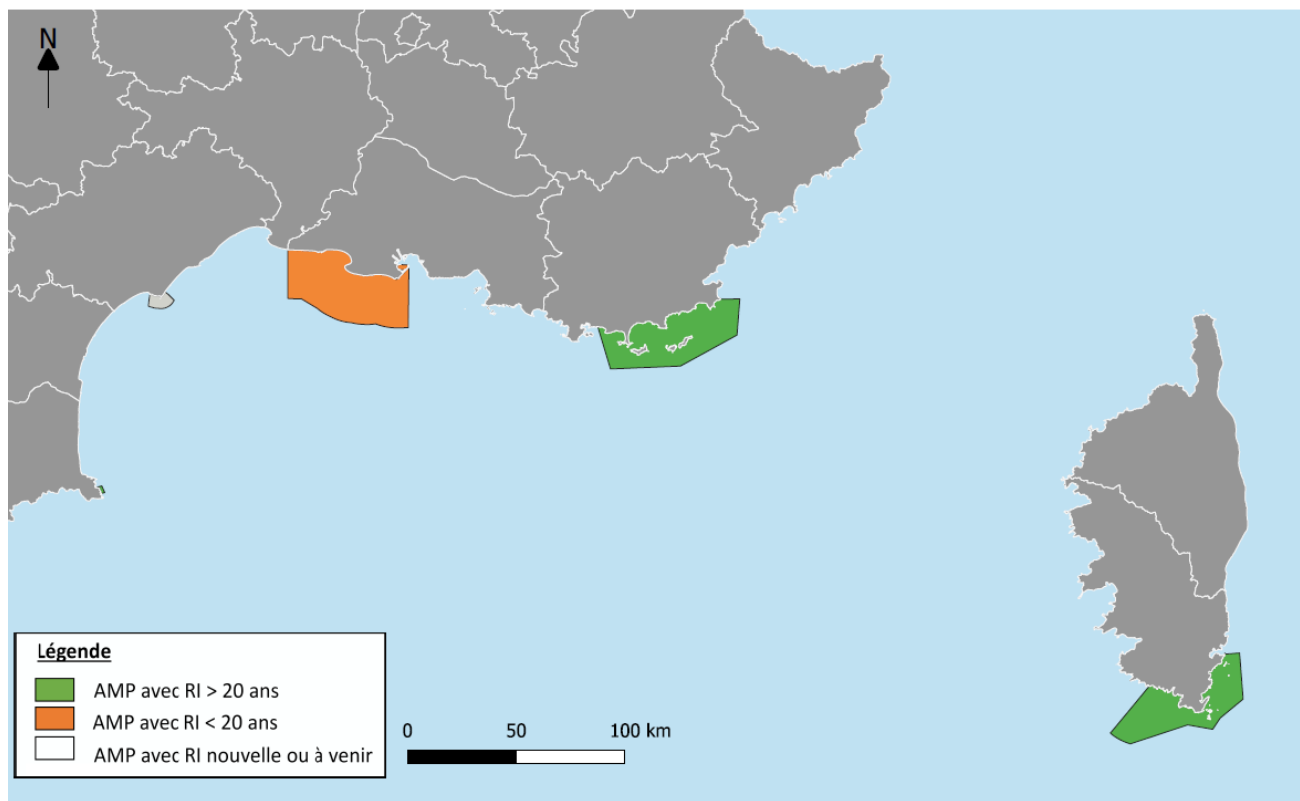 N
Légende
AMP avec RI > 20 ans
AMP avec RI < 20 ans
AMP avec RI nouvelle ou à venir
0 50 100 km